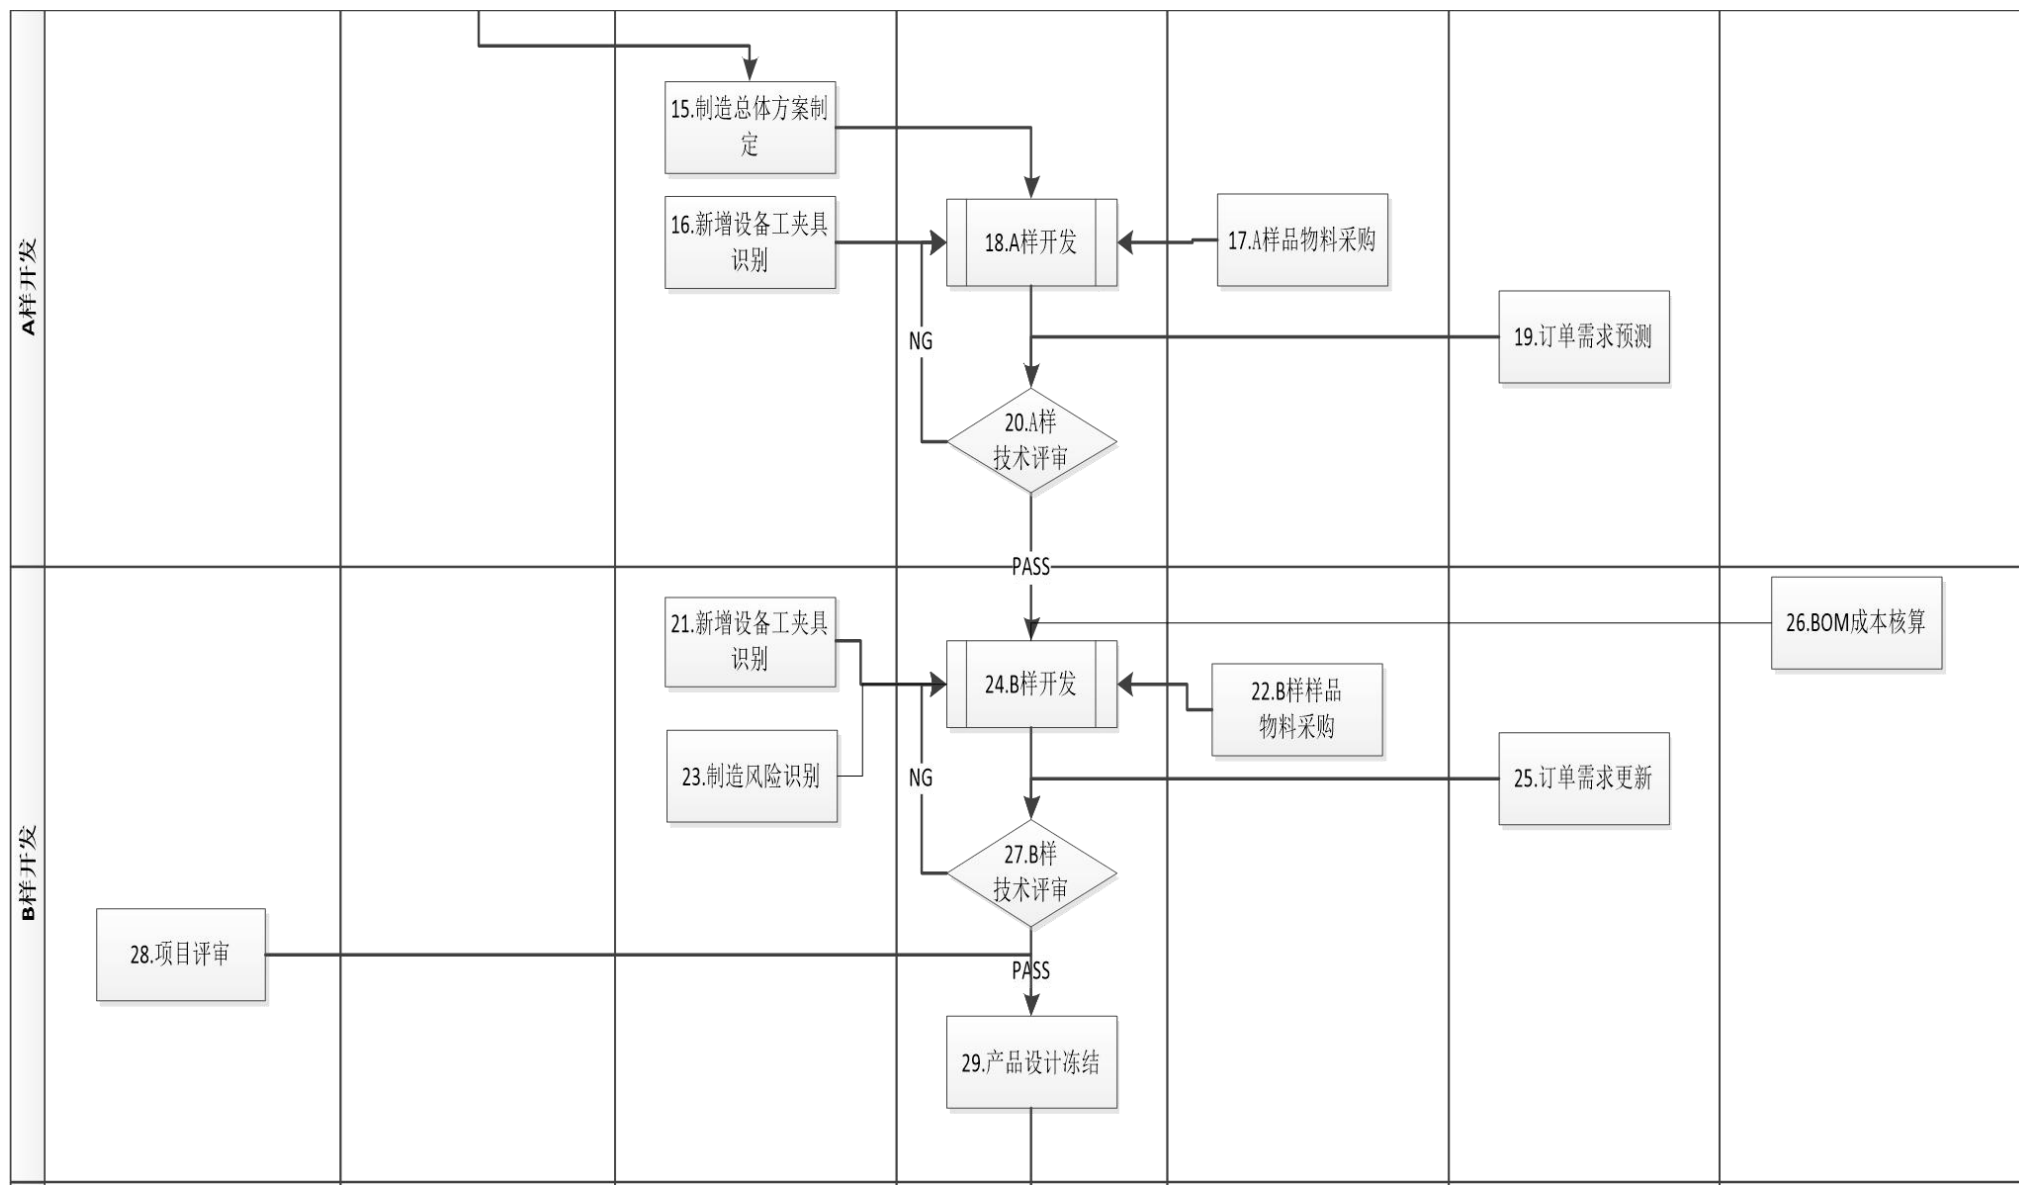 A样开发
15.制造总体方案制
定
16.新增设备工夹具
识别
18.A样开发
17.A样品物料采购
19.订单需求预测
NG
20.A样
技术评审
PASS
B样开发
21.新增设备工夹具
识别
26.BOM成本核算
24.B样开发
22.B样样品
物料采购
23.制造风险识别
NG
25.订单需求更新
27.B样
技术评审
28.项目评审
PASS
29.产品设计冻结